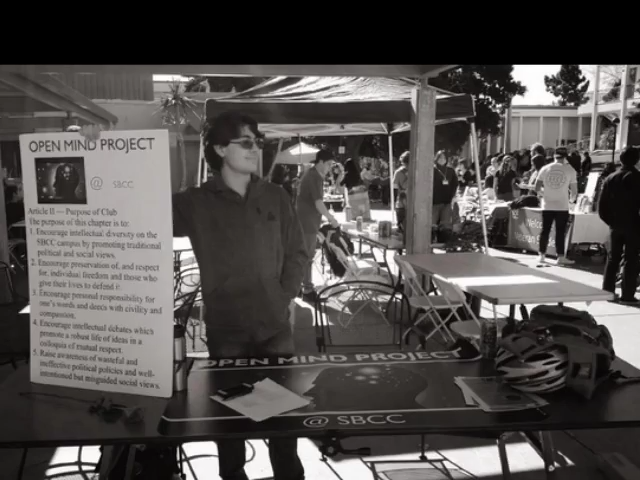 OPEN MIND PROJECT
@ SBCC
Article II — Purpose of Club
The purpose of this chapter is to:
1. Encourage intellectual diversity on the
SBCC campus by promoting traditional
political and social views.
2. Encourage preservation of, and respect
for, individual freedom and those who
give their lives to defend it.
3. Encourage personal responsibility for
one's words and deeds with civility and
compassion.
4. Encourage intellectual debates which
promote a robust life of ideas in a
colloquia of mutual respect.
5. Raise awareness of wasteful and
ineffective political policies and well-
intentioned but misguided social views.
OPEN MIND PROJECT
@ SBCC